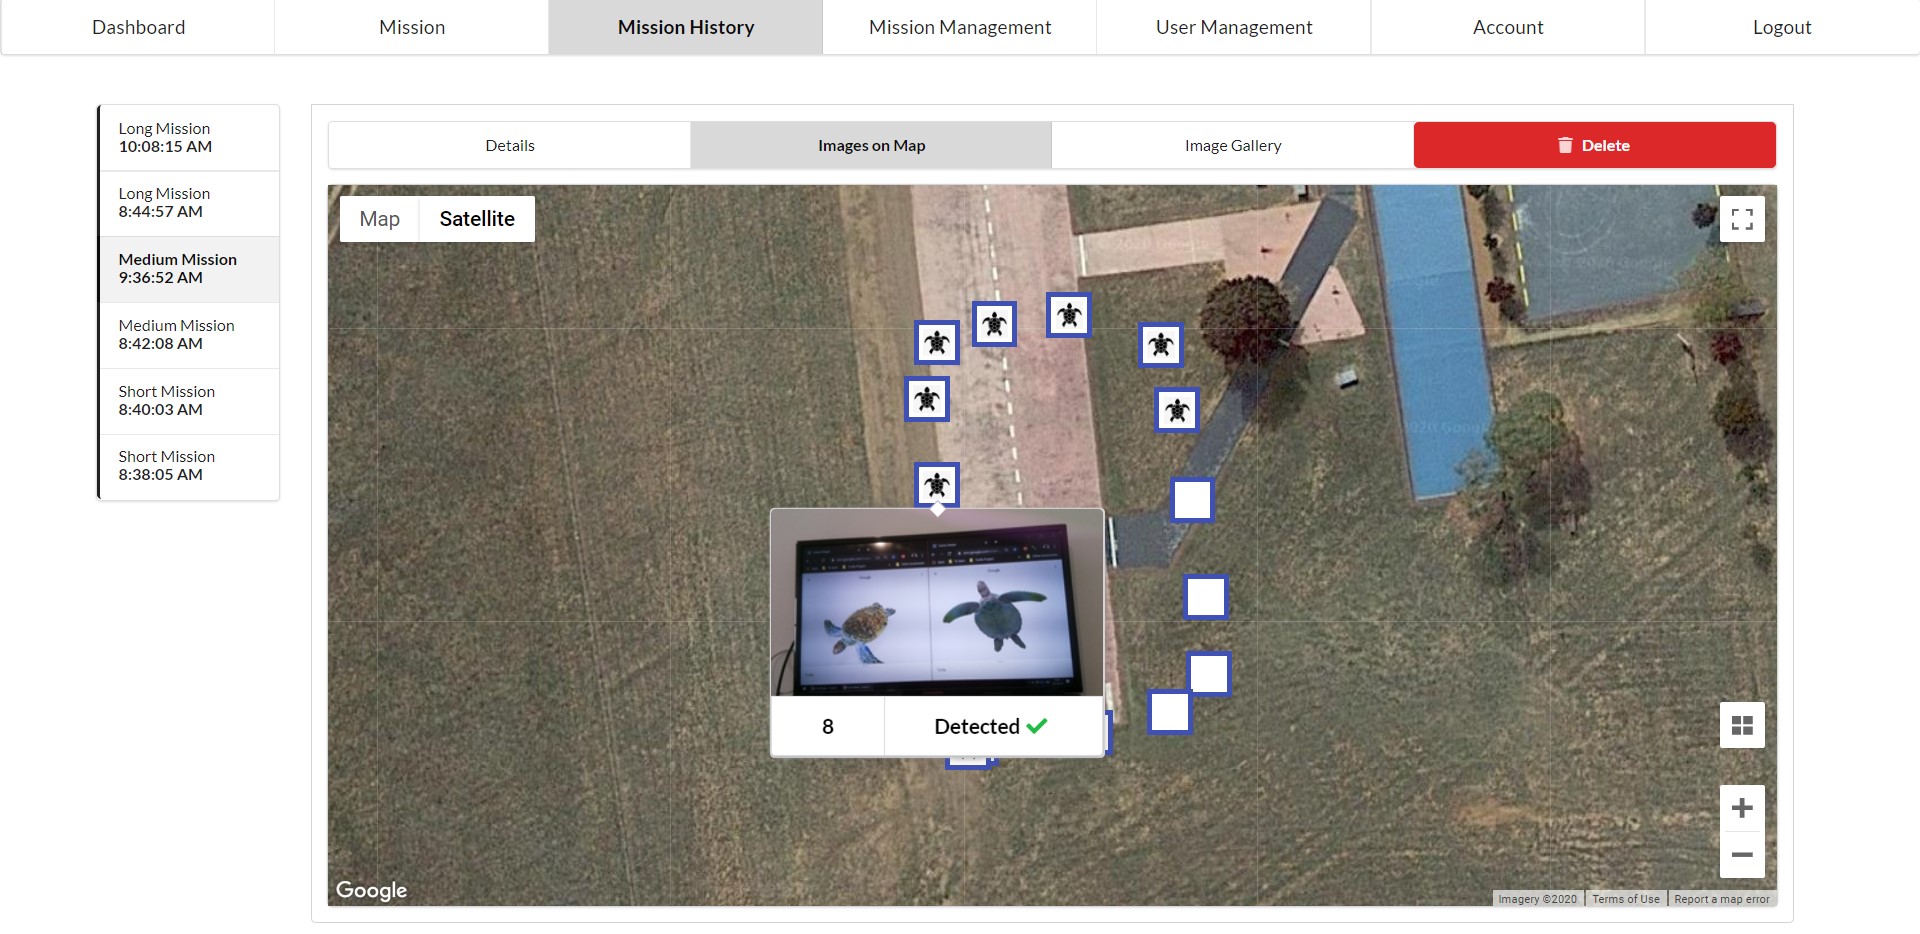 Dashboard
Mission
Mission History
Mission Management
User Management
Account
Logout
Long Mission
10:08:15 AM
Long Mission
8:44:57 AM
Medium Mission
9:36:52 AM
Medium Mission
8:42:08 AM
Short Mission
8:40:03 AM
Short Mission
8:38:05 AM
Details
Images on Map
Image Gallery
Delete
Map
Satellite
8
Detected
Google
Imagery ©2020
Terms of Use
Report a map error